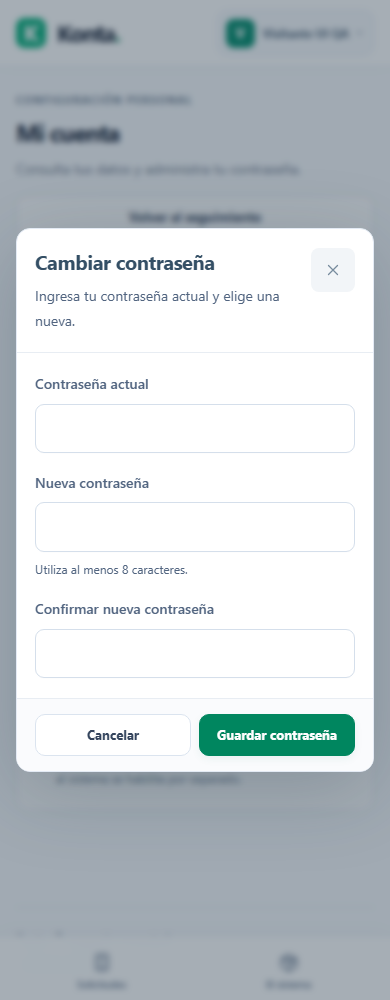 K Konta.
CONFIGURACIÓN PERSONAL
Mi cuenta
Consulta tus datos y administra tu contraseña.
Volver al seguimiento
Cambiar contraseña
Ingresa tu contraseña actual y elige una
nueva.
Contraseña actual
Nueva contraseña
Utiliza al menos 8 caracteres.
Confirmar nueva contraseña
Cancelar
Guardar contraseña